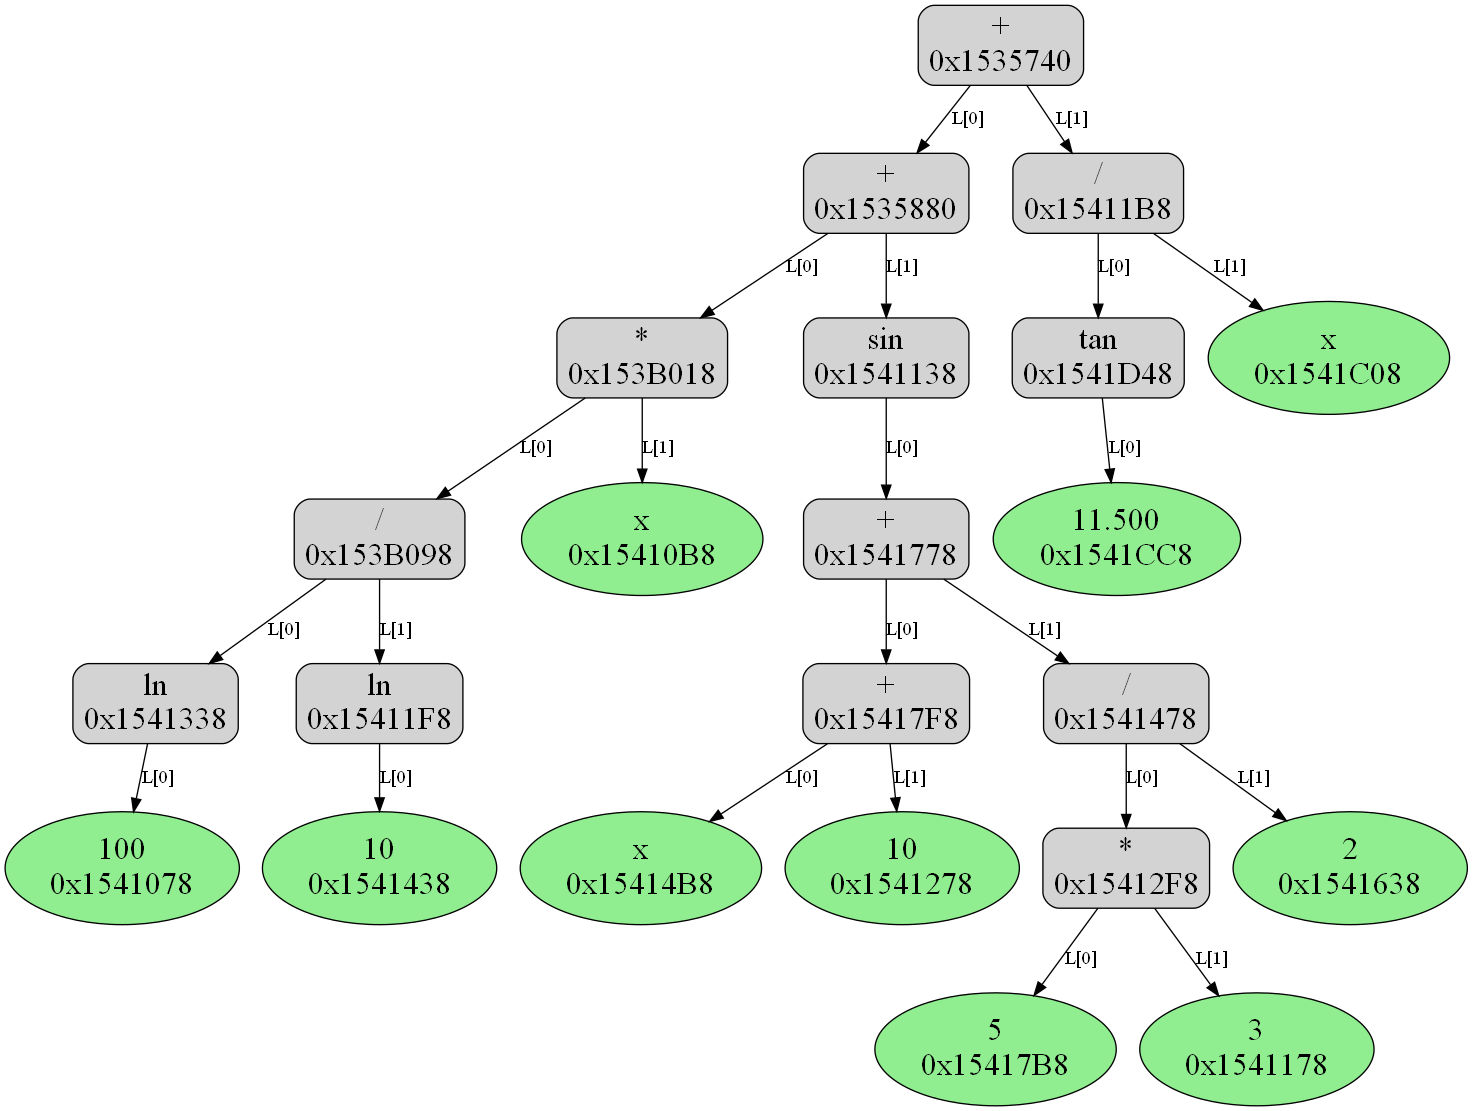 +
0x1535740
L[0]
L[1]
+
0x1535880
/
0x15411B8
L[0]
L[1]
L[0]
L[1]
*
0x153B018
sin
0x1541138
tan
0x1541D48
x
0x1541C08
L[0]
L[1]
L[0]
L[0]
/
0x153B098
x
0x15410B8
+
0x1541778
11.500
0x1541CC8
L[0]
L[1]
L[0]
L[1]
ln
0x1541338
ln
0x15411F8
+
0x15417F8
/
0x1541478
L[0]
L[0]
L[0]
L[1]
L[0]
L[1]
100
0x1541078
10
0x1541438
x
0x15414B8
10
0x1541278
*
0x15412F8
2
0x1541638
L[0]
L[1]
5
0x15417B8
3
0x1541178